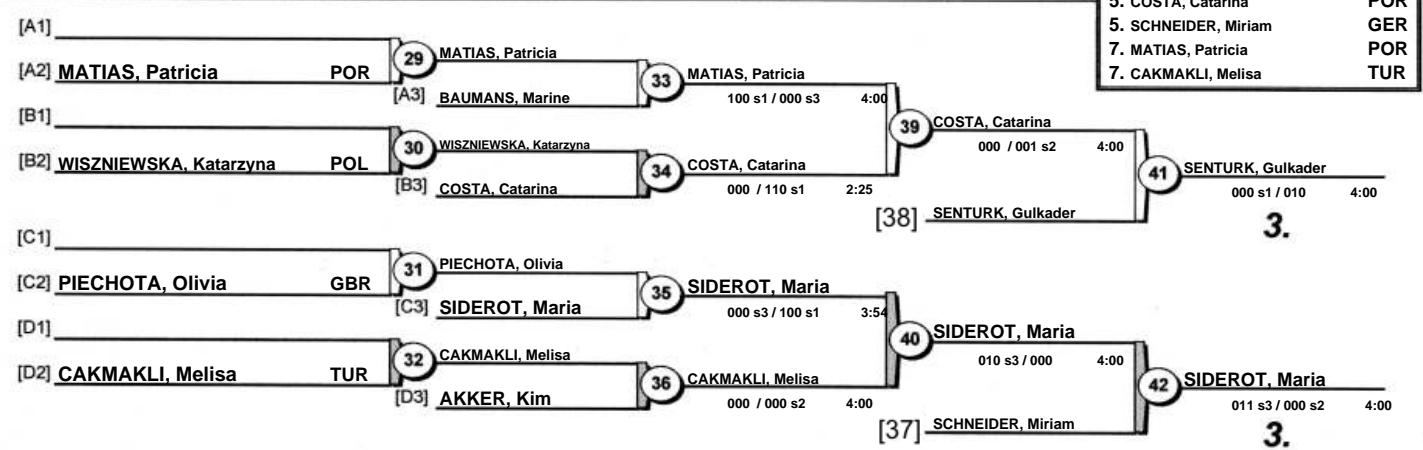 5. COSTA, Catarina POR
5. SCHNEIDER, Miriam GER
7. MATIAS, Patricia POR
7. CAKMAKLI, Melisa TUR
[A1]
[A2] MATIAS, Patricia POR
29
MATIAS, Patricia
[A3] BAUMANS, Marine
33
MATIAS, Patricia
100 s1 / 000 s3 4:00
[B1]
[B2] WISZNIEWSKA, Katarzyna POL
30
WISZNIEWSKA, Katarzyna
[B3] COSTA, Catarina
34
COSTA, Catarina
000 / 110 s1 2:25
39
COSTA, Catarina
000 / 001 s2 4:00
[38] SENTURK, Gulkader
41
SENTURK, Gulkader
000 s1 / 010 4:00
3.
[C1]
[C2] PIECHOTA, Olivia GBR
31
PIECHOTA, Olivia
[C3] SIDEROT, Maria
35
SIDEROT, Maria
000 s3 / 100 s1 3:54
[D1]
[D2] CAKMAKLI, Melisa TUR
32
CAKMAKLI, Melisa
[D3] AKKER, Kim
36
CAKMAKLI, Melisa
000 / 000 s2 4:00
40
SIDEROT, Maria
010 s3 / 000 4:00
[37] SCHNEIDER, Miriam
42
SIDEROT, Maria
011 s3 / 000 s2 4:00
3.